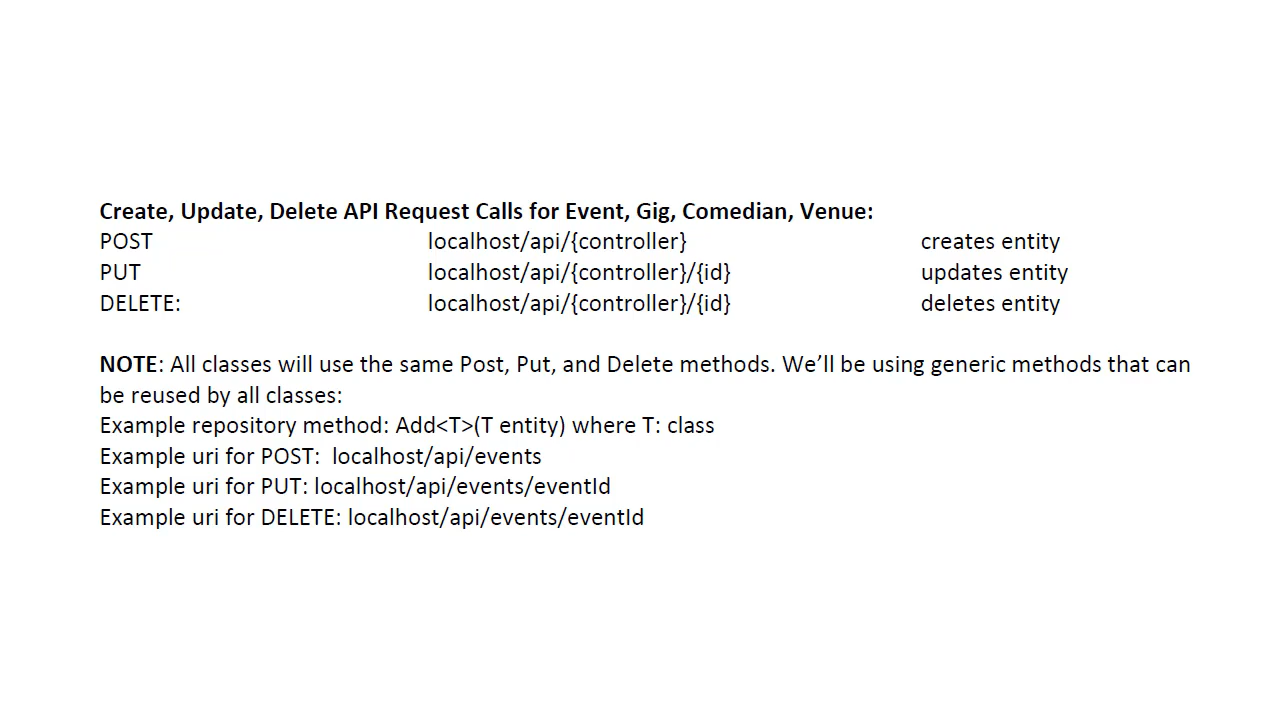 Create, Update, Delete API Request Calls for Event, Gig, Comedian, Venue:
POST localhost/api/{controller} creates entity
PUT localhost/api/{controller}/{id} updates entity
DELETE: localhost/api/{controller}/{id} deletes entity
NOTE: All classes will use the same Post, Put, and Delete methods. We’ll be using generic methods that can
be reused by all classes:
Example repository method: Add<T>(T entity) where T: class
Example uri for POST:  localhost/api/events
Example uri for PUT: localhost/api/events/eventId
Example uri for DELETE: localhost/api/events/eventId